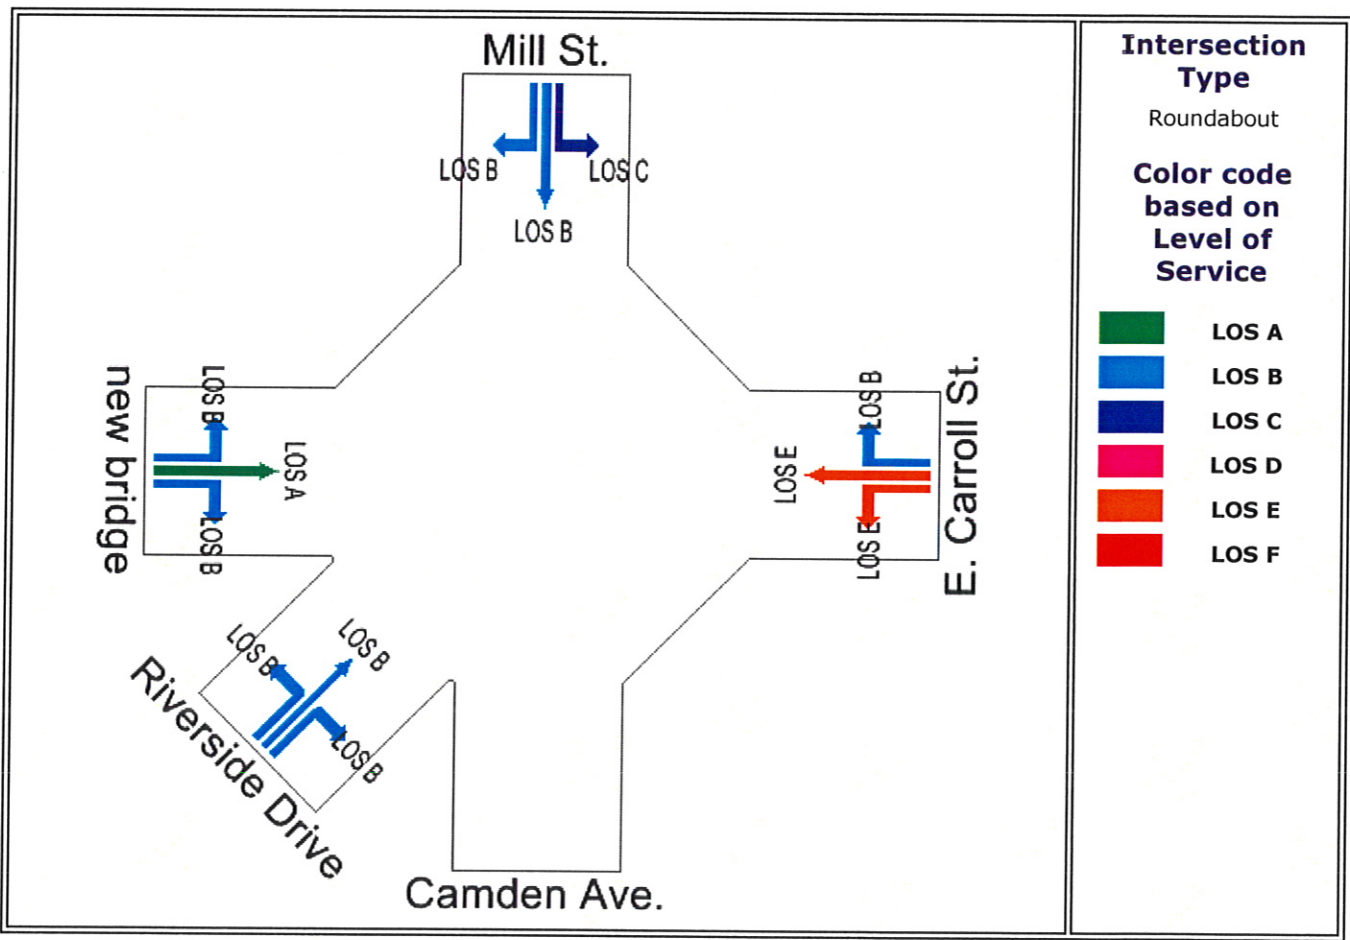 Mill St.
LOS B
LOS C
LOS B
new bridge
LOS B
LOS A
LOS B
LOS B
LOS E
LOS E
E. Carroll St.
LOS B
LOS B
LOS B
Riverside Drive
Camden Ave.
Intersection
Type
Roundabout
Color code
based on
Level of
Service
LOS A
LOS B
LOS C
LOS D
LOS E
LOS F